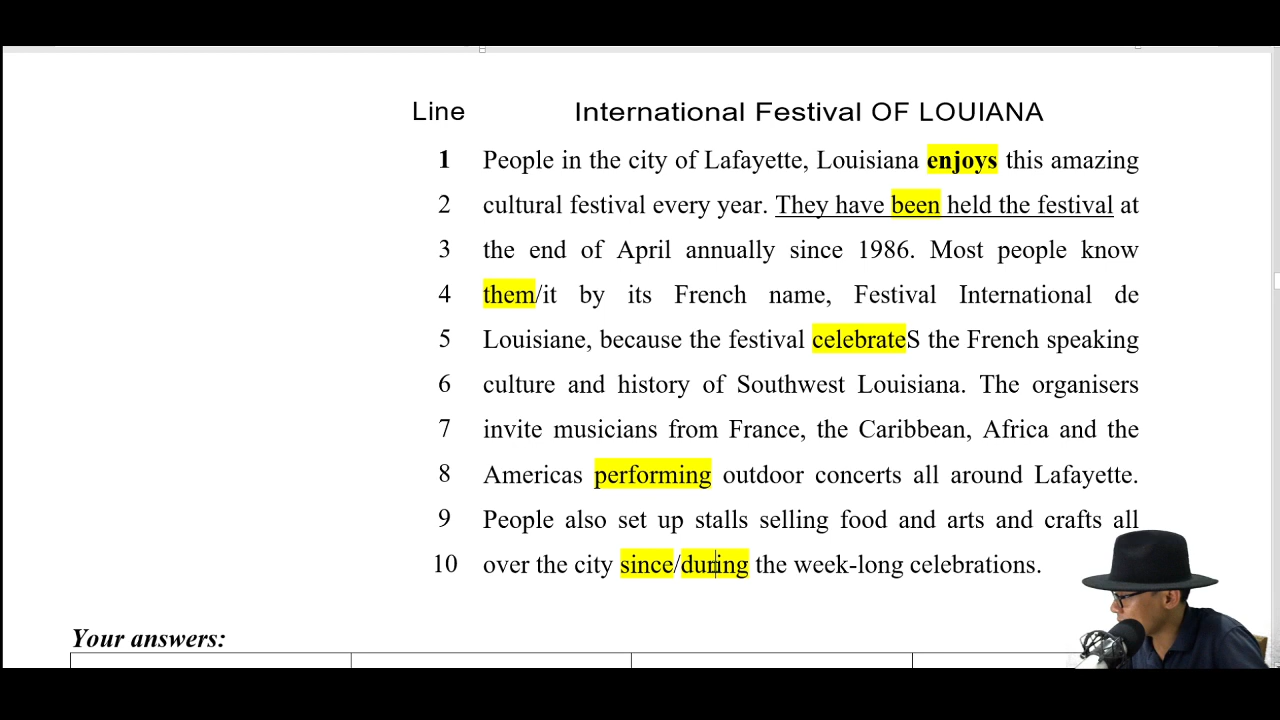 Line International Festival OF LOUIANA
1 People in the city of Lafayette, Louisiana enjoys this amazing
2 cultural festival every year. They have been held the festival at
3 the end of April annually since 1986. Most people know
4 them/it by its French name, Festival International de
5 Louisiane, because the festival celebrateS the French speaking
6 culture and history of Southwest Louisiana. The organisers
7 invite musicians from France, the Caribbean, Africa and the
8 Americas performing outdoor concerts all around Lafayette.
9 People also set up stalls selling food and arts and crafts all
10 over the city since/during the week-long celebrations.
Your answers: